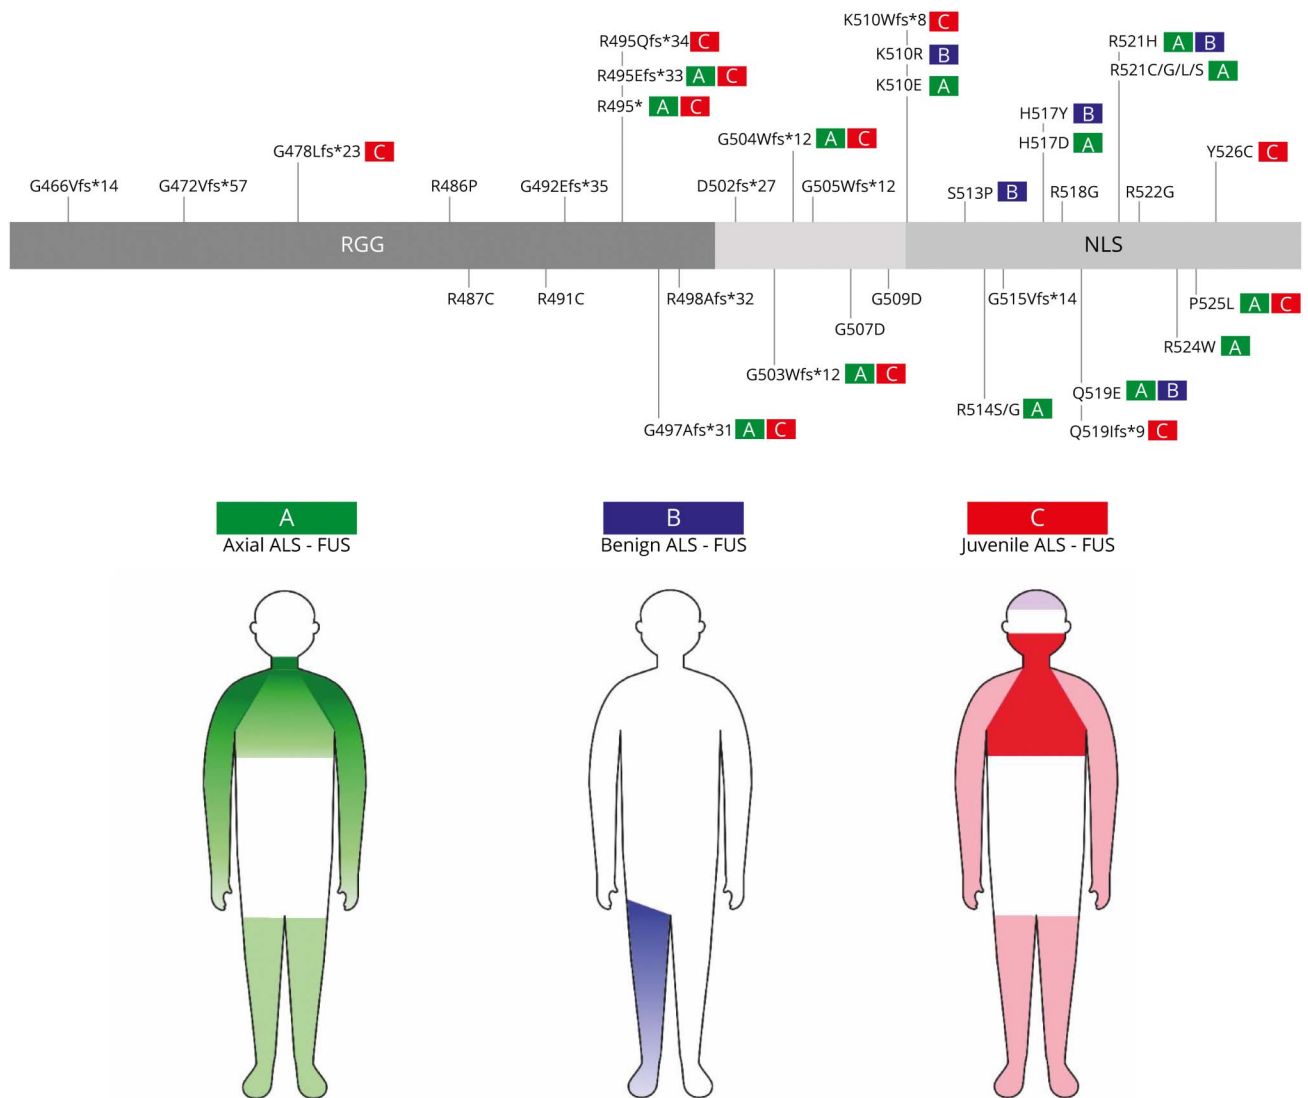 K510Wfs*8 C
R495Qfs*34 C
K510R B
R521H A B
R495Efs*33 A C
K510E A
R521C/G/L/S A
R495* A C
H517Y B
G504Wfs*12 A C
H517D A
G478Lfs*23 C
Y526C C
G466Vfs*14
G472Vfs*57
R486P
G492Efs*35
D502fs*27
G505Wfs*12
S513P B
R518G
R522G
RGG
NLS
R487C
R491C
R498Afs*32
G509D
G515Vfs*14
P525L A C
G507D
R524W A
G503Wfs*12 A C
Q519E A B
R514S/G A
G497Afs*31 A C
Q519Ifs*9 C
A
Axial ALS - FUS
B
Benign ALS - FUS
C
Juvenile ALS - FUS